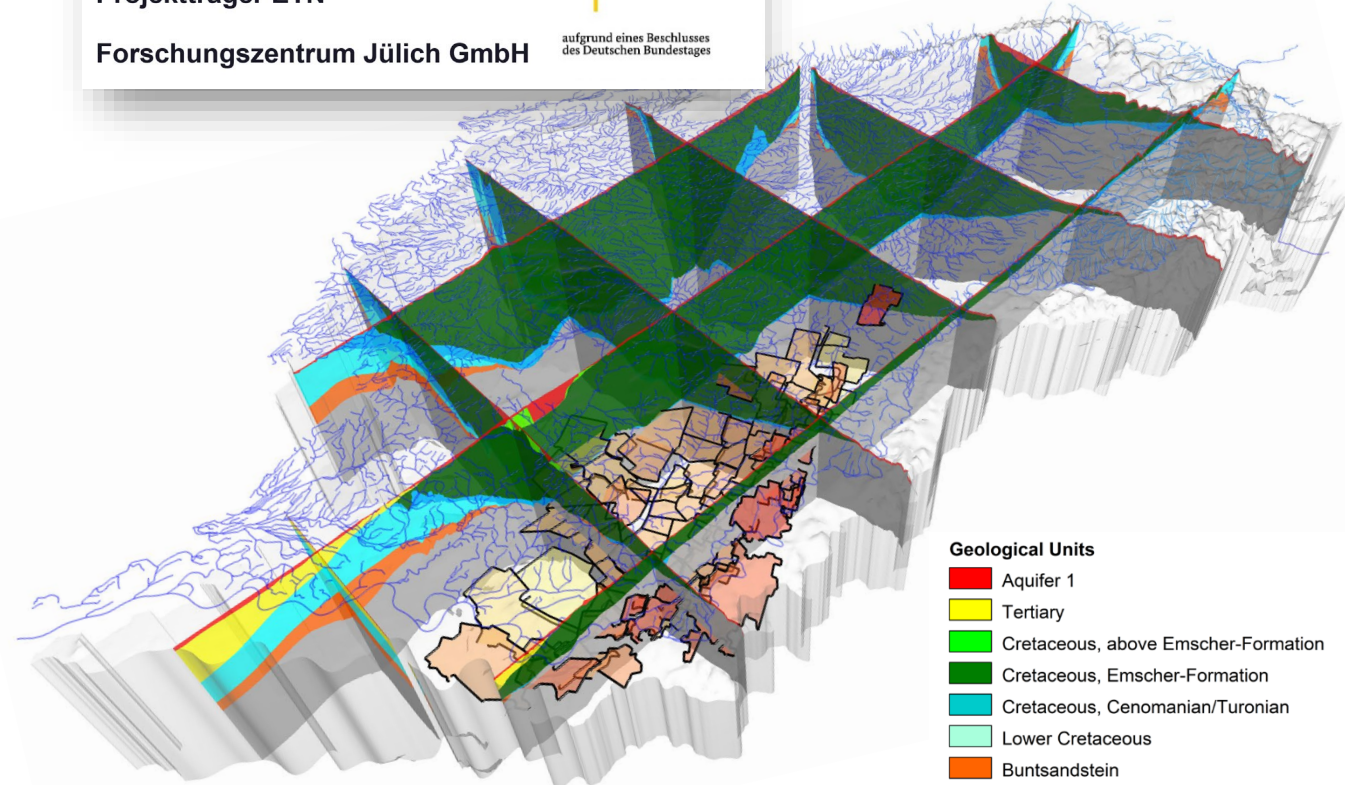 Forschungszentrum Jülich GmbH
aufgrund eines Beschlusses
des Deutschen Bundestages
Geological Units
Aquifer 1
Tertiary
Cretaceous, above Emscher-Formation
Cretaceous, Emscher-Formation
Cretaceous, Cenomanian/Turonian
Lower Cretaceous
Buntsandstein